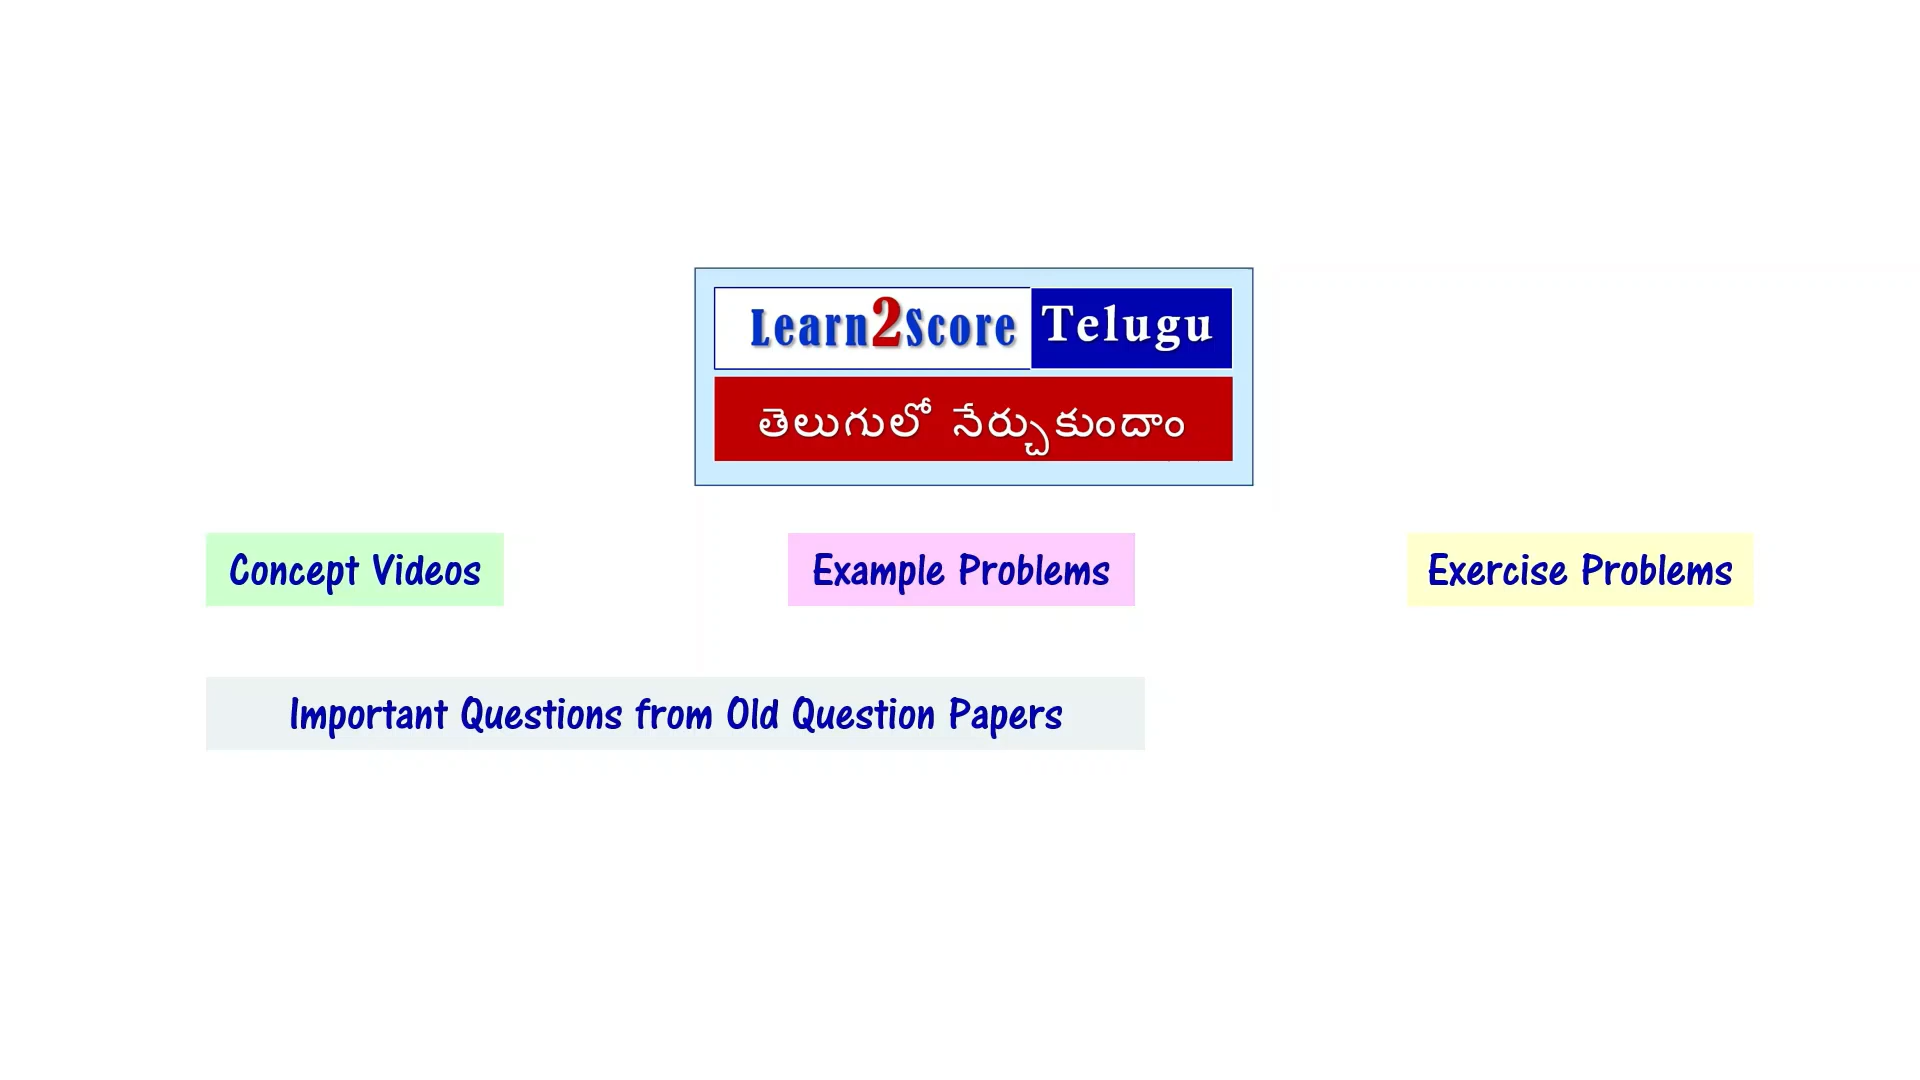 Learn2Score Telugu
తెలుగులో నేర్చుకుందాం
Concept Videos
Example Problems
Exercise Problems
Important Questions from Old Question Papers